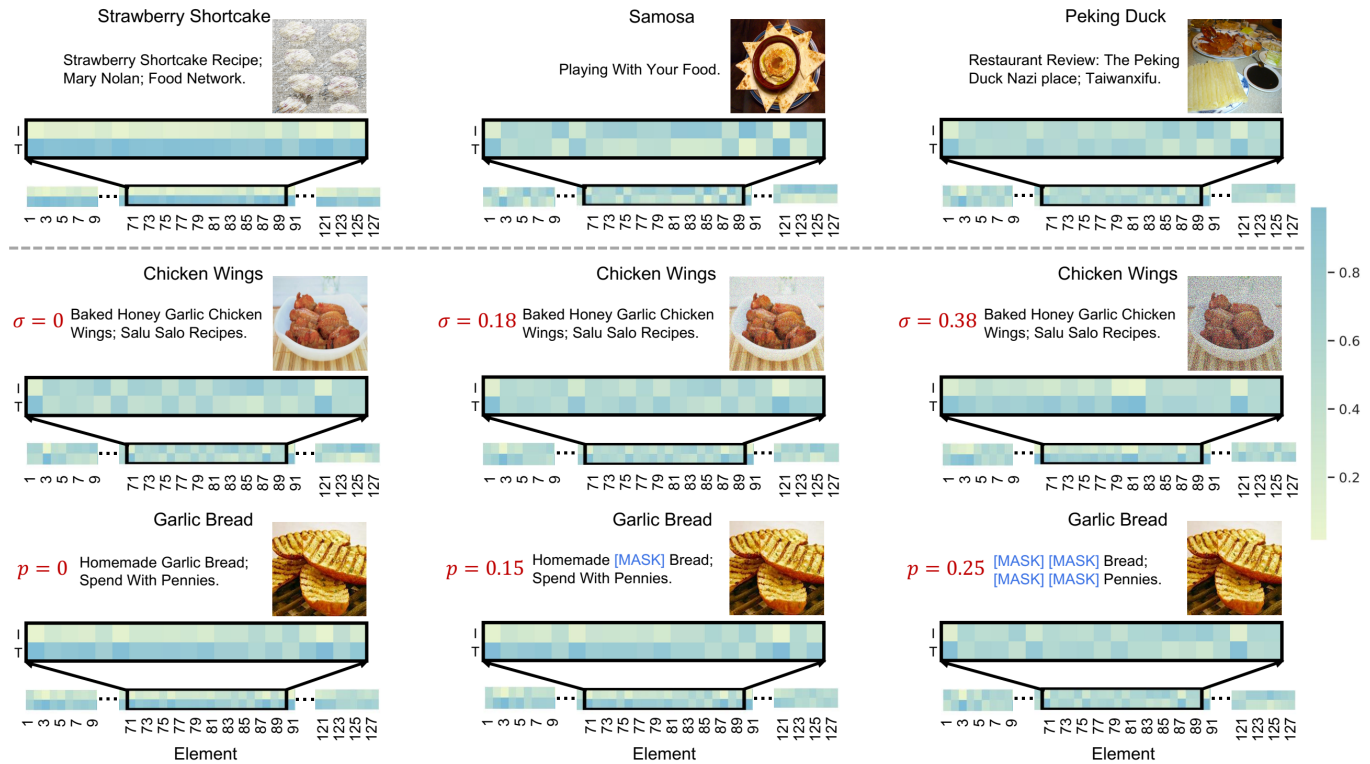 Strawberry Shortcake
Strawberry Shortcake Recipe;
Mary Nolan; Food Network.
I
T
1 3 5 7 9 71 73 75 77 79 81 83 85 87 89 91 121 123 125 127
Samosa
Playing With Your Food.
1 3 5 7 9 71 73 75 77 79 81 83 85 87 89 91 121 123 125 127
I
T
Peking Duck
Restaurant Review: The Peking
Duck Nazi place; Taiwanxifu.
I
T
1 3 5 7 9 71 73 75 77 79 81 83 85 87 89 91 121 123 125 127
Chicken Wings
σ = 0
Baked Honey Garlic Chicken
Wings; Salu Salo Recipes.
I
T
1 3 5 7 9 71 73 75 77 79 81 83 85 87 89 91 121 123 125 127
Chicken Wings
σ = 0.18
Baked Honey Garlic Chicken
Wings; Salu Salo Recipes.
I
T
1 3 5 7 9 71 73 75 77 79 81 83 85 87 89 91 121 123 125 127
Chicken Wings
σ = 0.38
Baked Honey Garlic Chicken
Wings; Salu Salo Recipes.
I
T
1 3 5 7 9 71 73 75 77 79 81 83 85 87 89 91 121 123 125 127
0.8
0.6
0.4
0.2
Garlic Bread
p = 0
Homemade Garlic Bread;
Spend With Pennies.
I
T
1 3 5 7 9 71 73 75 77 79 81 83 85 87 89 91 121 123 125 127
Element
Garlic Bread
p = 0.15
Homemade [MASK] Bread;
Spend With Pennies.
I
T
1 3 5 7 9 71 73 75 77 79 81 83 85 87 89 91 121 123 125 127
Garlic Bread
p = 0.25
[MASK] [MASK] Bread;
[MASK] [MASK] Pennies.
I
T
1 3 5 7 9 71 73 75 77 79 81 83 85 87 89 91 121 123 125 127
Element